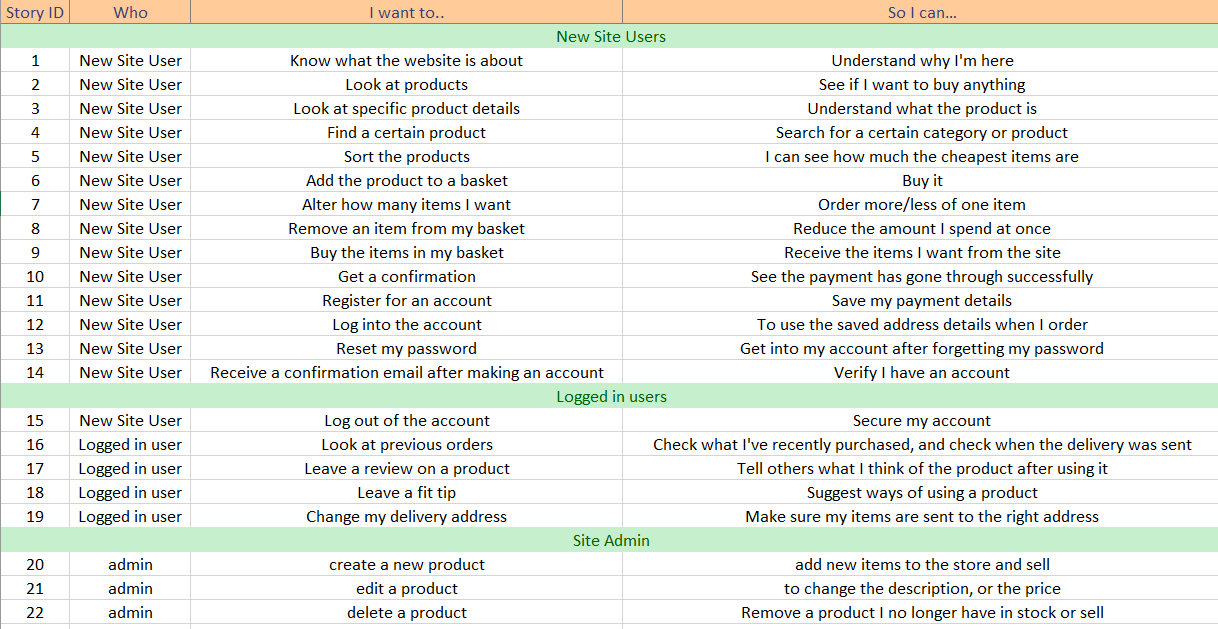 Story ID Who I want to.. So I can...
New Site Users
1 New Site User Know what the website is about Understand why I'm here
2 New Site User Look at products See if I want to buy anything
3 New Site User Look at specific product details Understand what the product is
4 New Site User Find a certain product Search for a certain category or product
5 New Site User Sort the products I can see how much the cheapest items are
6 New Site User Add the product to a basket Buy it
7 New Site User Alter how many items I want Order more/less of one item
8 New Site User Remove an item from my basket Reduce the amount I spend at once
9 New Site User Buy the items in my basket Receive the items I want from the site
10 New Site User Get a confirmation See the payment has gone through successfully
11 New Site User Register for an account Save my payment details
12 New Site User Log into the account To use the saved address details when I order
13 New Site User Reset my password Get into my account after forgetting my password
14 New Site User Receive a confirmation email after making an account Verify I have an account
Logged in users
15 New Site User Log out of the account Secure my account
16 Logged in user Look at previous orders Check what I've recently purchased, and check when the delivery was sent
17 Logged in user Leave a review on a product Tell others what I think of the product after using it
18 Logged in user Leave a fit tip Suggest ways of using a product
19 Logged in user Change my delivery address Make sure my items are sent to the right address
Site Admin
20 admin create a new product add new items to the store and sell
21 admin edit a product to change the description, or the price
22 admin delete a product Remove a product I no longer have in stock or sell